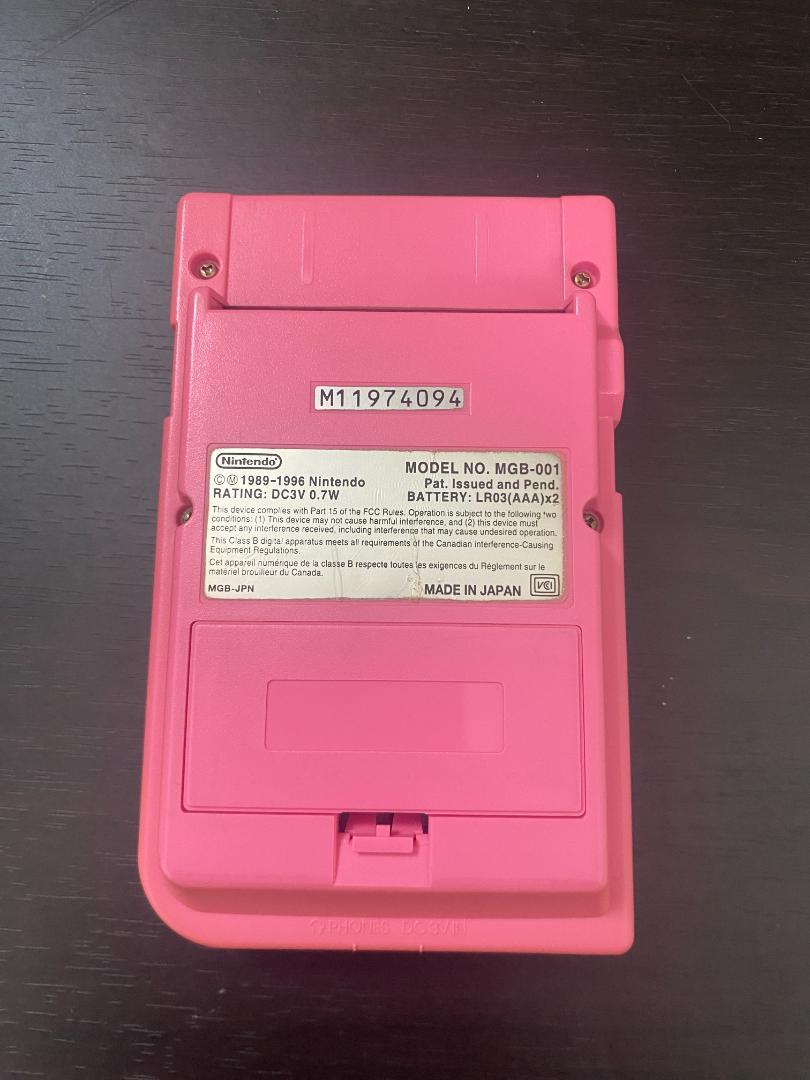 M11974094
Nintendo®
MODEL NO. MGB-001
ⒸⓂ 1989-1996 Nintendo
Pat. Issued and Pend.
RATING: DC3V 0.7W
BATTERY: LR03(AAA)x2
This device complies with Part 15 of the FCC Rules. Operation is subject to the following two
conditions: (1) This device may not cause harmful interference, and (2) this device must
accept any interference received, including interference that may cause undesired operation.
This Class B digital apparatus meets all requirements of the Canadian Interference-Causing
Equipment Regulations.
Cet appareil numérique de la classe B respecte toutes les exigences du Réglement sur le
matériel brouilleur du Canada.
MGB-JPN
MADE IN JAPAN
VCI
PHONES DC3V IN